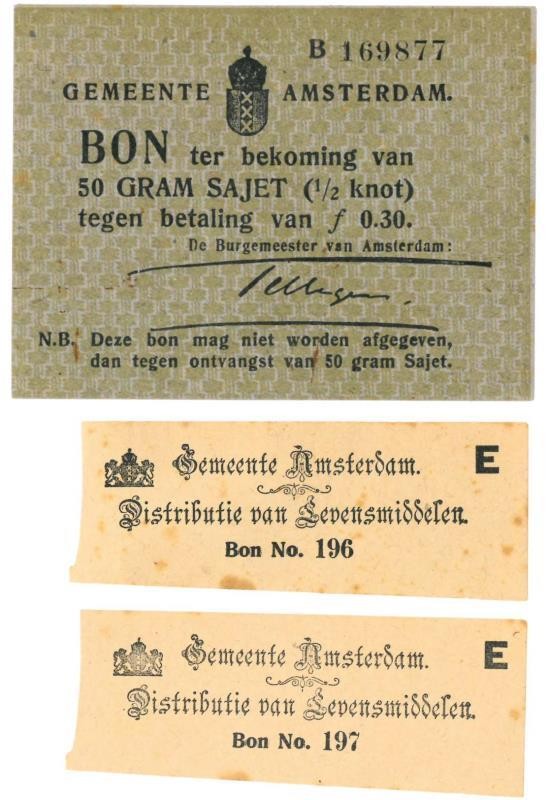 B 169877
GEMEENTE AMSTERDAM.
BON ter bekoming van
50 GRAM SAJET (1/2 knot)
tegen betaling van ƒ 0.30.
De Burgemeester van Amsterdam:
Tellegen.
N.B. Deze bon mag niet worden afgegeven,
dan tegen ontvangst van 50 gram Sajet.
Gemeente Amsterdam. E
Distributie van Levensmiddelen.
Bon No. 196
Gemeente Amsterdam. E
Distributie van Levensmiddelen.
Bon No. 197